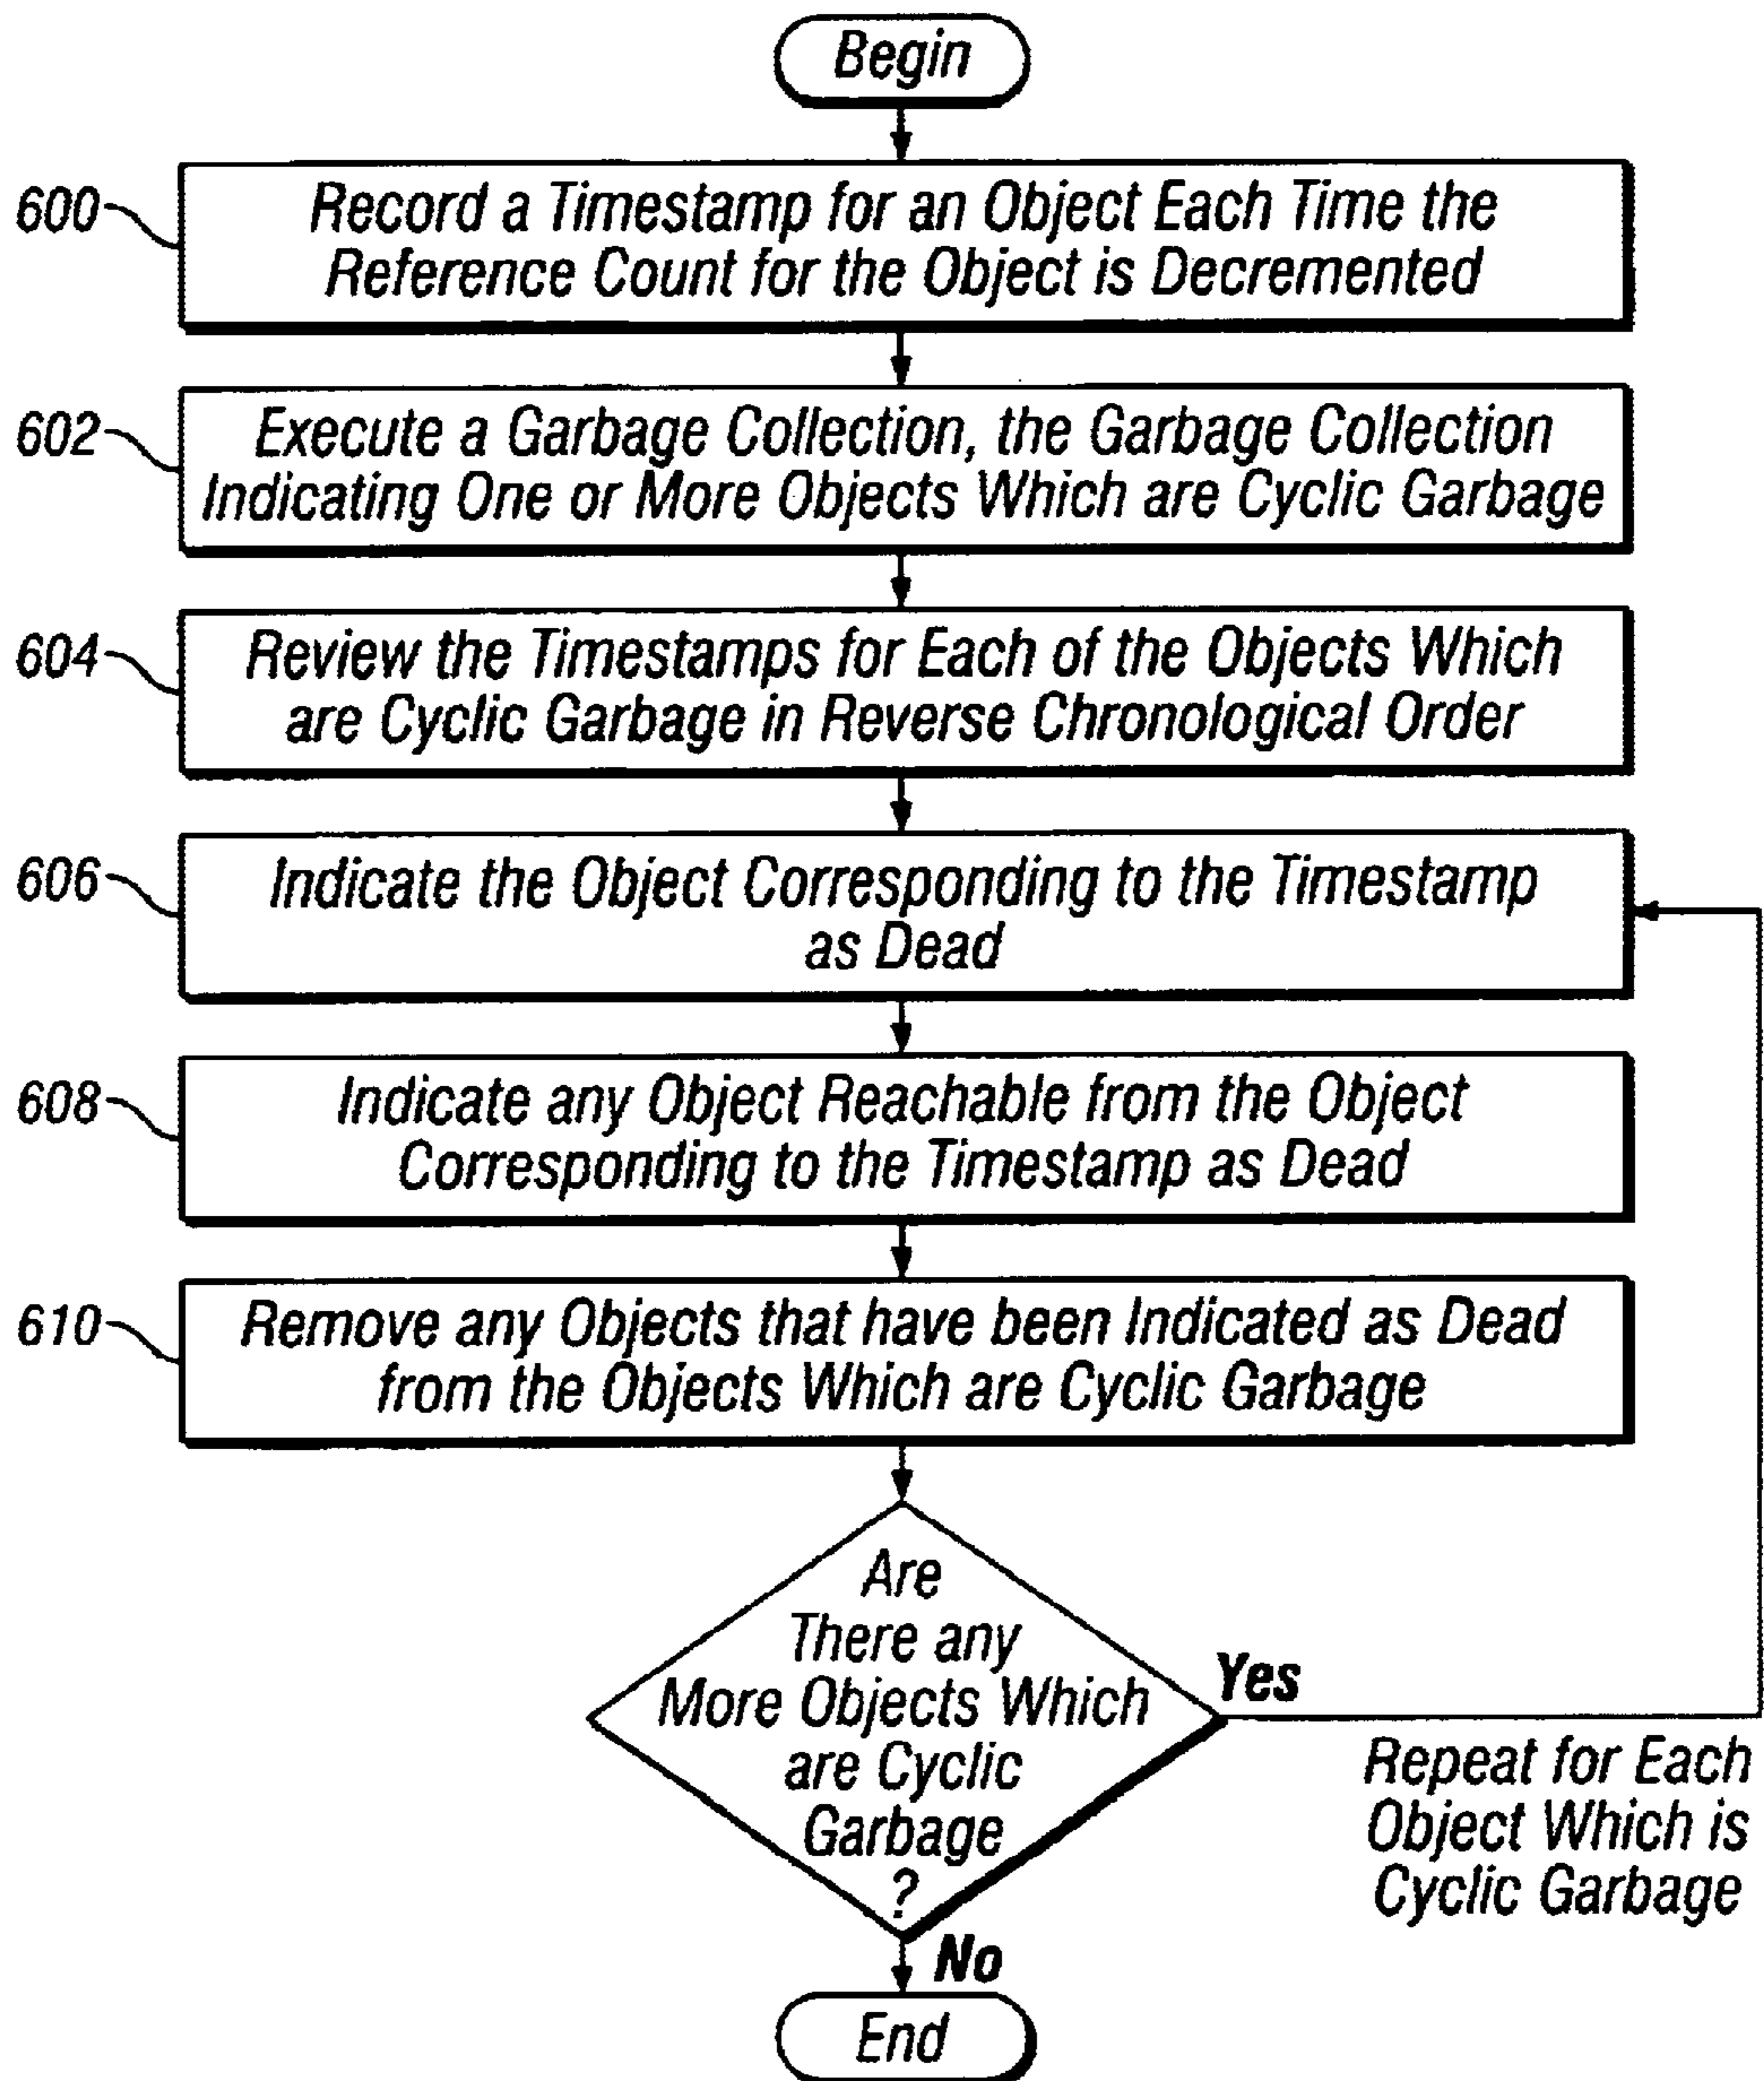 Begin
600
Record a Timestamp for an Object Each Time the
Reference Count for the Object is Decremented
602
Execute a Garbage Collection, the Garbage Collection
Indicating One or More Objects Which are Cyclic Garbage
604
Review the Timestamps for Each of the Objects Which
are Cyclic Garbage in Reverse Chronological Order
606
Indicate the Object Corresponding to the Timestamp
as Dead
608
Indicate any Object Reachable from the Object
Corresponding to the Timestamp as Dead
610
Remove any Objects that have been Indicated as Dead
from the Objects Which are Cyclic Garbage
Are
There any
More Objects Which
are Cyclic
Garbage
?
Yes
Repeat for Each
Object Which is
Cyclic Garbage
No
End